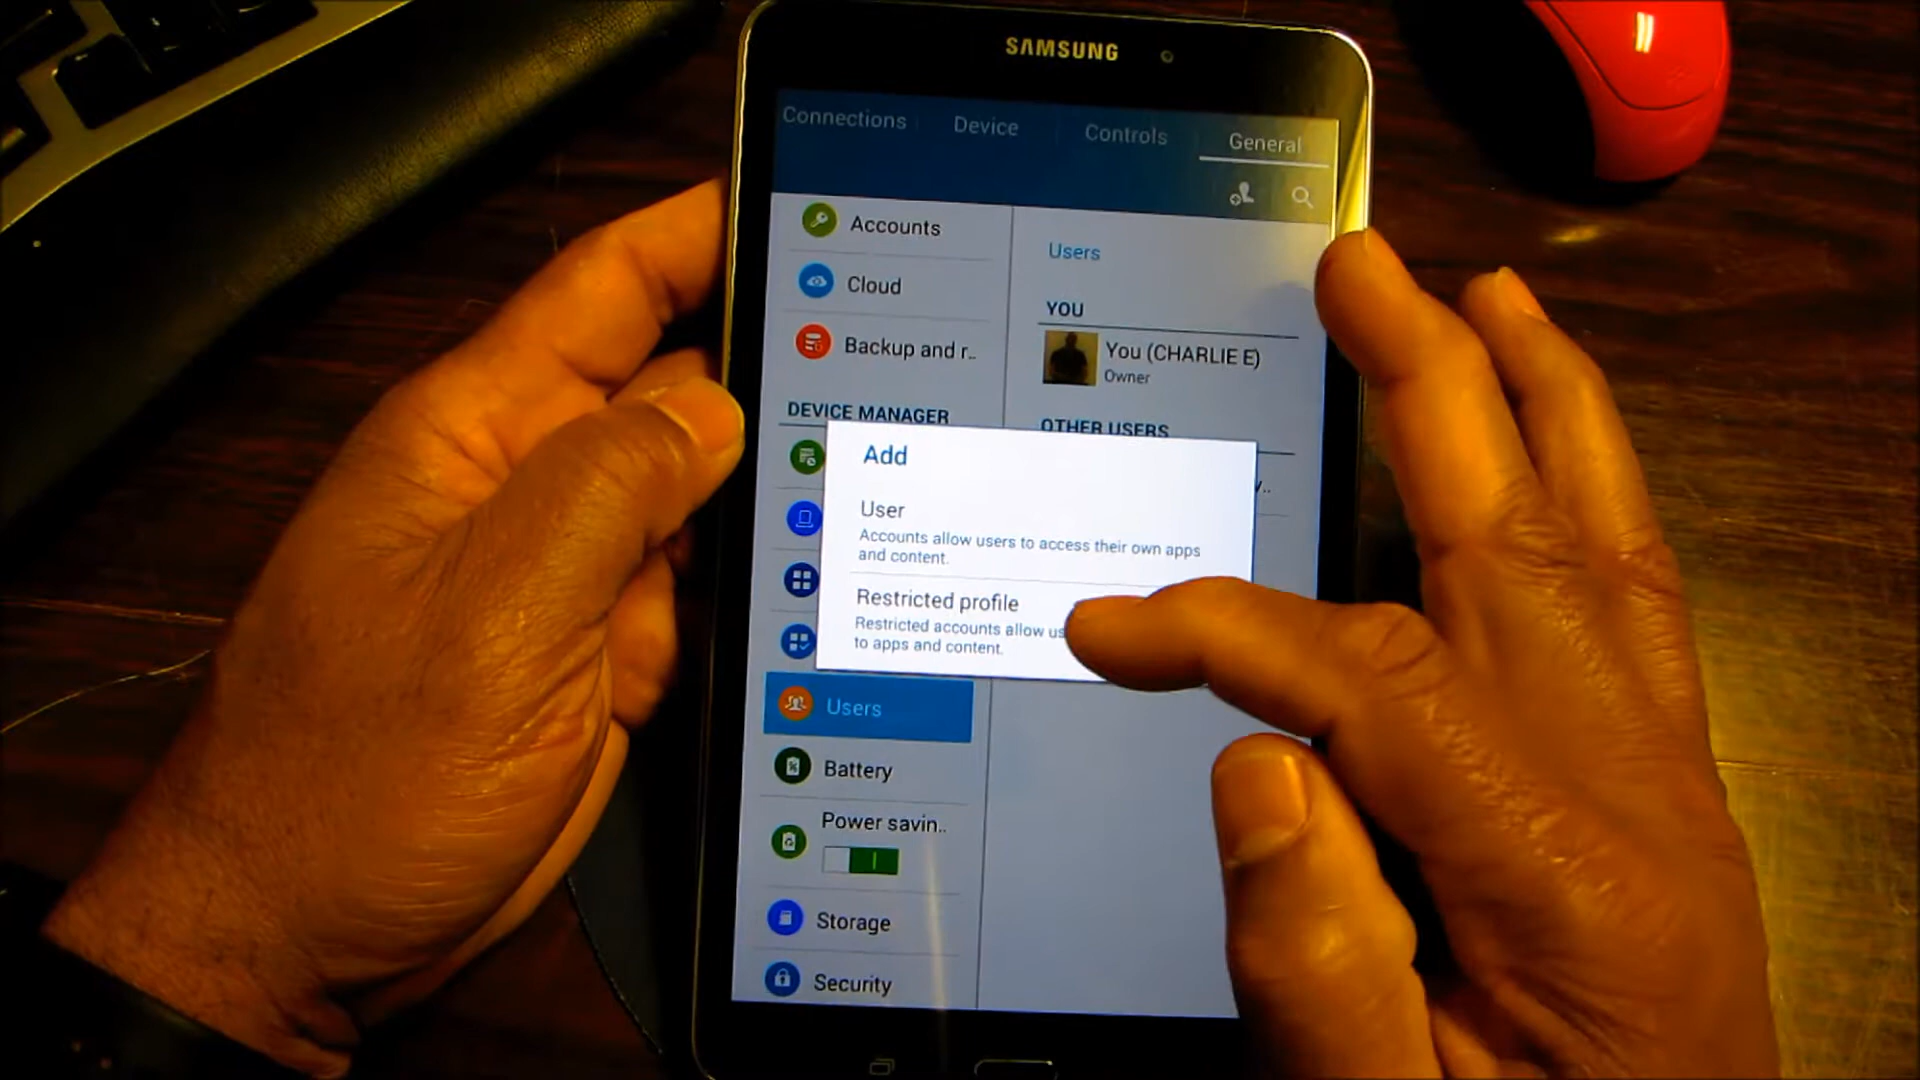 SAMSUNG
Connections Device Controls General
Accounts
Cloud
Backup and r..
DEVICE MANAGER
Users
Battery
Power savin..
Storage
Security
Users
YOU
You (CHARLIE E)
Owner
OTHER USERS
Add
User
Accounts allow users to access their own apps
and content.
Restricted profile
Restricted accounts allow us
to apps and content.